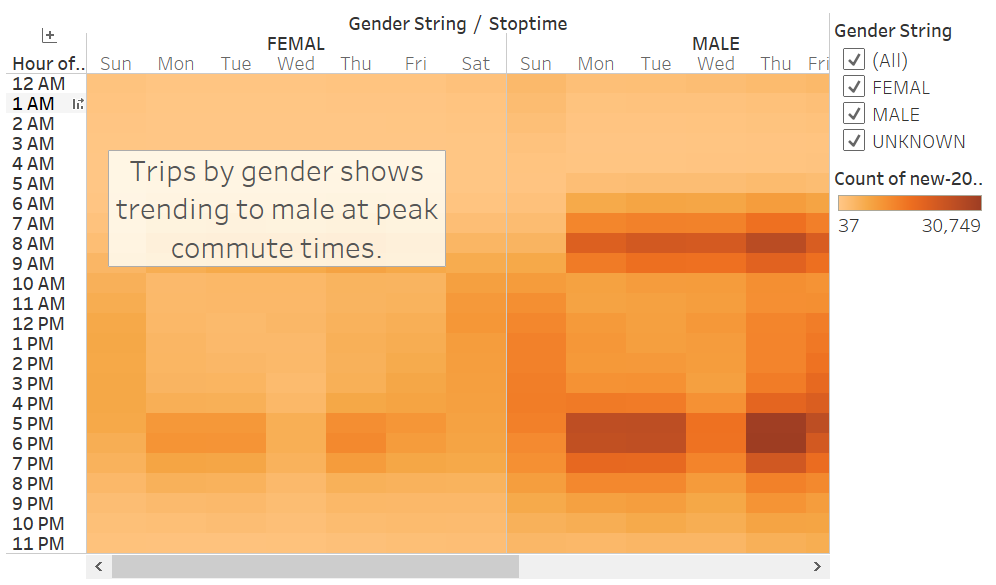 Gender String / Stoptime
FEMAL MALE
Hour of.. Sun Mon Tue Wed Thu Fri Sat Sun Mon Tue Wed Thu Fri
12 AM
1 AM
2 AM
3 AM
4 AM
5 AM
6 AM
7 AM
8 AM
9 AM
10 AM
11 AM
12 PM
1 PM
2 PM
3 PM
4 PM
5 PM
6 PM
7 PM
8 PM
9 PM
10 PM
11 PM
Trips by gender shows
trending to male at peak
commute times.
Gender String
(All)
FEMAL
MALE
UNKNOWN
Count of new-20..
37 30,749